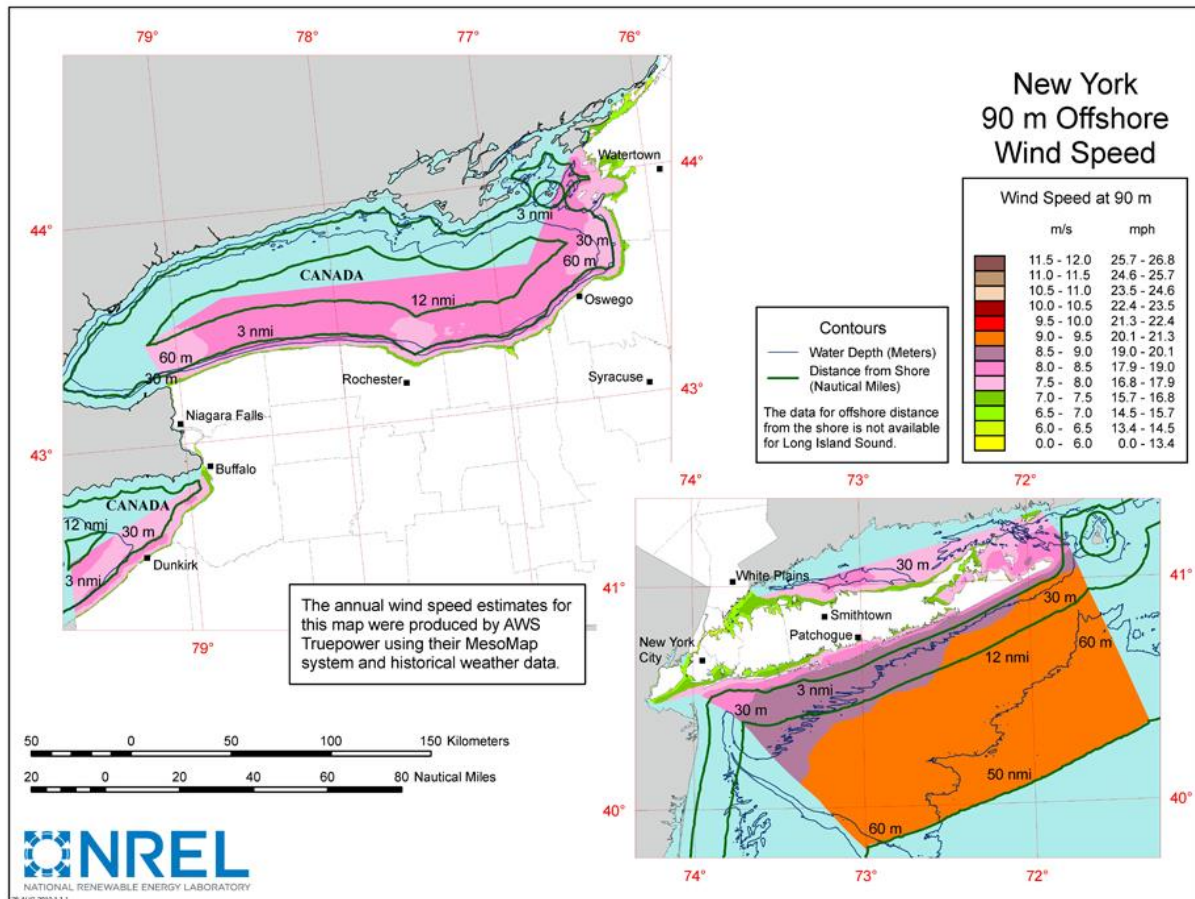 79°
78°
77°
76°
New York
90 m Offshore
Wind Speed
Watertown
44°
44°
3 nmi
30 m
60 m
CANADA
12 nmi
Oswego
3 nmi
60 m
30 m
Rochester
Syracuse
43°
Niagara Falls
43°
Buffalo
CANADA
12 nmi
30 m
Dunkirk
3 nmi
79°
Wind Speed at 90 m
m/s mph
11.5 - 12.0 25.7 - 26.8
11.0 - 11.5 24.6 - 25.7
10.5 - 11.0 23.5 - 24.6
10.0 - 10.5 22.4 - 23.5
9.5 - 10.0 21.3 - 22.4
9.0 - 9.5 20.1 - 21.3
8.5 - 9.0 19.0 - 20.1
8.0 - 8.5 17.9 - 19.0
7.5 - 8.0 16.8 - 17.9
7.0 - 7.5 15.7 - 16.8
6.5 - 7.0 14.5 - 15.7
6.0 - 6.5 13.4 - 14.5
0.0 - 6.0 0.0 - 13.4
Contours
Water Depth (Meters)
Distance from Shore
(Nautical Miles)
The data for offshore distance
from the shore is not available
for Long Island Sound.
74°
73°
72°
41°
41°
White Plains
30 m
Smithtown
Patchogue
New York
City
30 m
12 nmi
60 m
3 nmi
30 m
50 nmi
60 m
40°
40°
74°
73°
72°
The annual wind speed estimates for
this map were produced by AWS
Truepower using their MesoMap
system and historical weather data.
50 0 50 100 150 Kilometers
20 0 20 40 60 80 Nautical Miles
NREL
NATIONAL RENEWABLE ENERGY LABORATORY